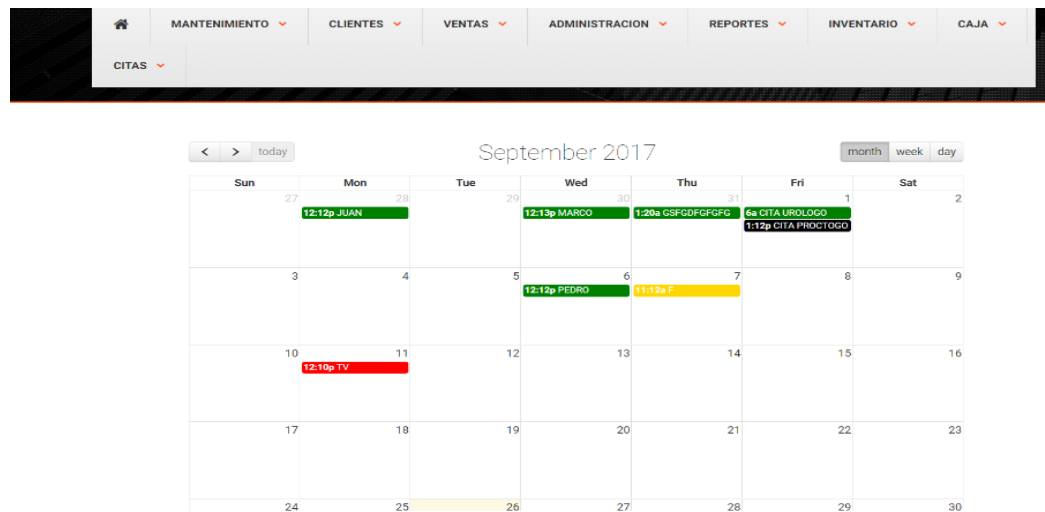 MANTENIMIENTO CLIENTES VENTAS ADMINISTRACION REPORTES INVENTARIO CAJA
CITAS
today September 2017 month week day
Sun Mon Tue Wed Thu Fri Sat
27 28 29 30 31 1 2
12:12p JUAN 12:13p MARCO 1:20a GSFGDFGFGFG 6a CITA UROLOGO
1:12p CITA PROCTOGO
3 4 5 6 7 8 9
12:12p PEDRO 11:12a F
10 11 12 13 14 15 16
12:10p TV
17 18 19 20 21 22 23
24 25 26 27 28 29 30